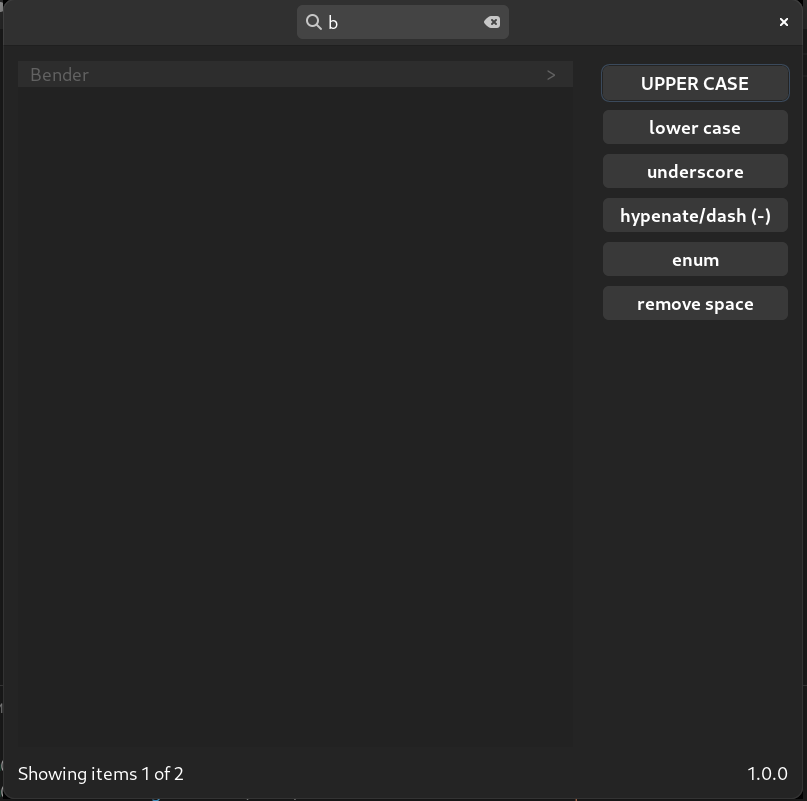 b
Bender >
UPPER CASE
lower case
underscore
hypenate/dash (-)
enum
remove space
Showing items 1 of 2
1.0.0